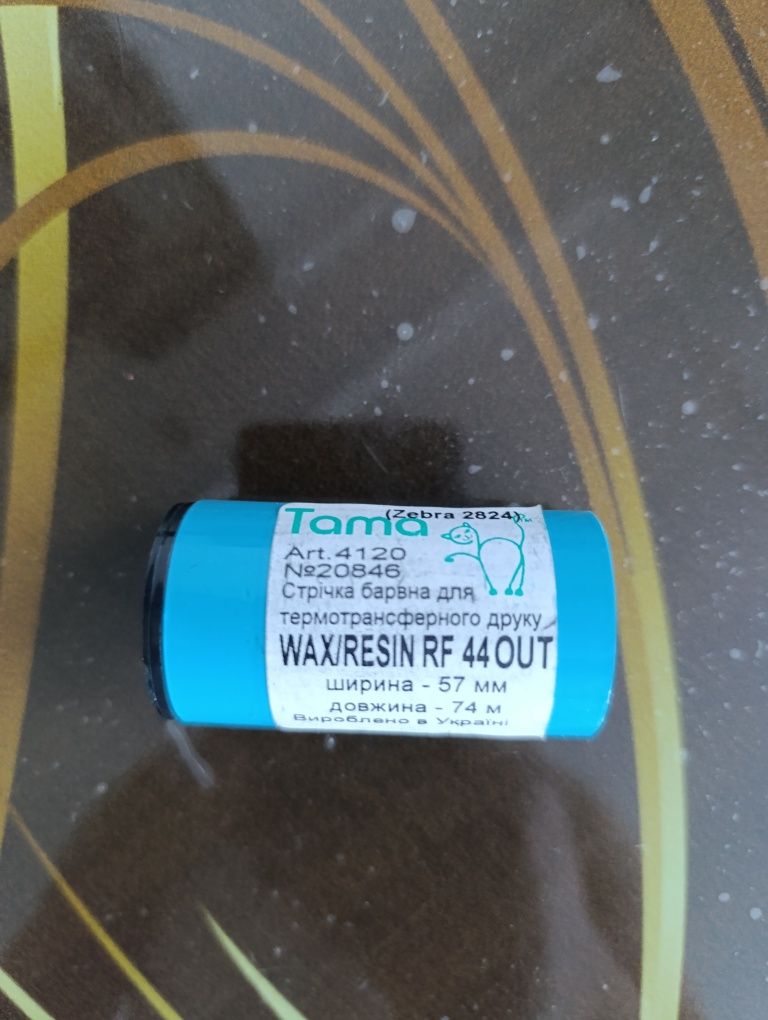 (Zebra 2824)
Tama
Art.4120
№20846
Стрічка барвна для
термотрансферного друку
WAX/RESIN RF 44 OUT
ширина - 57 мм
довжина - 74 м
Вироблено в Україні